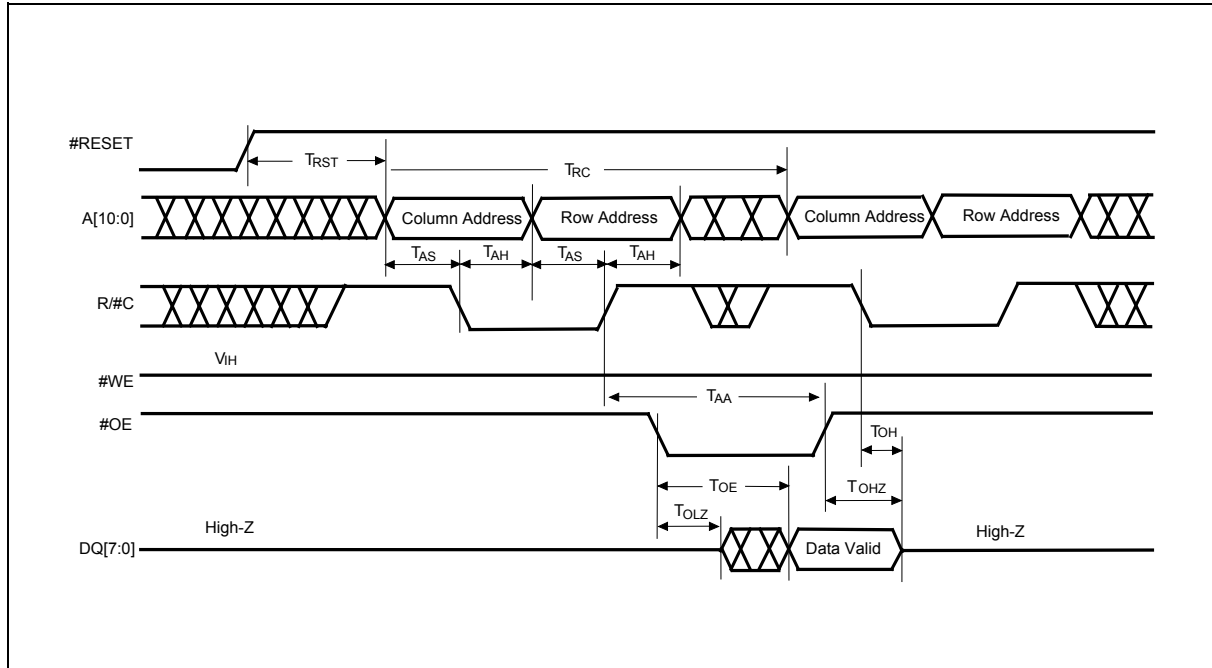 #RESET
TRST
TRC
A[10:0]
Column Address
Row Address
Column Address
Row Address
TAS
TAH
TAS
TAH
R/#C
VIH
#WE
TAA
#OE
TOH
TOE
TOHZ
TOLZ
High-Z
High-Z
DQ[7:0]
Data Valid